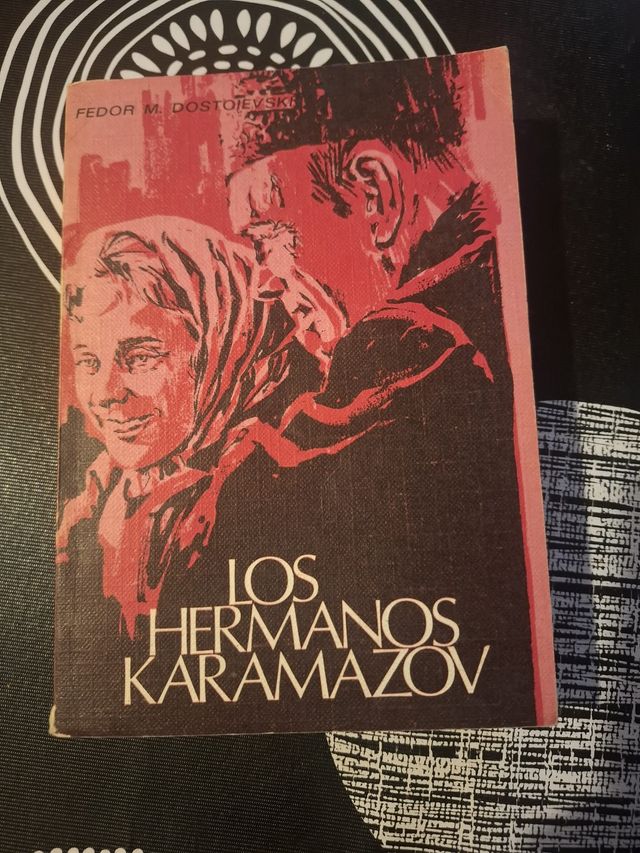 FEDOR M. DOSTOIEVSKI
LOS
HERMANOS
KARAMAZOV